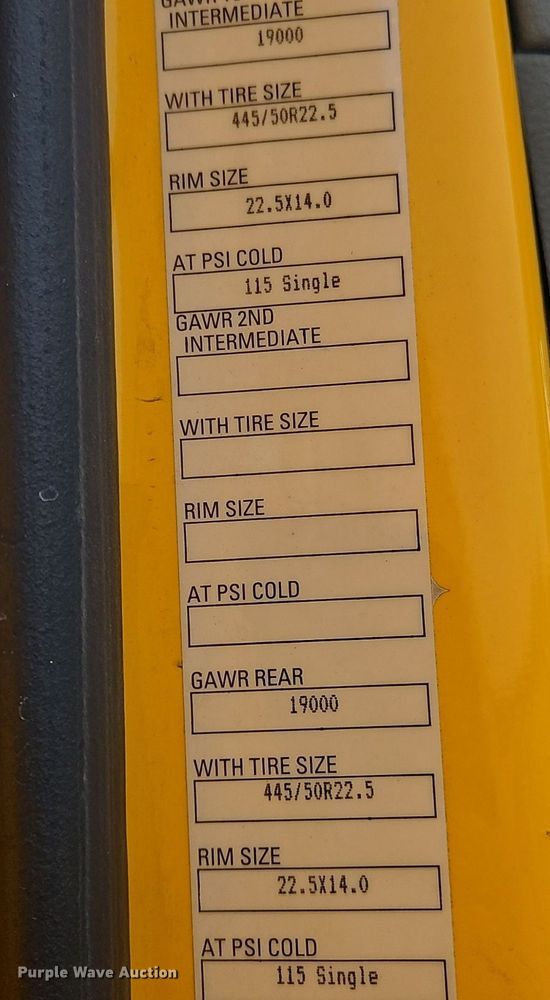 INTERMEDIATE
19000
WITH TIRE SIZE
445/50R22.5
RIM SIZE
22.5X14.0
AT PSI COLD
115 Single
GAWR 2ND
INTERMEDIATE
WITH TIRE SIZE
RIM SIZE
AT PSI COLD
GAWR REAR
19000
WITH TIRE SIZE
445/50R22.5
RIM SIZE
22.5X14.0
AT PSI COLD
115 Single
Purple Wave Auction